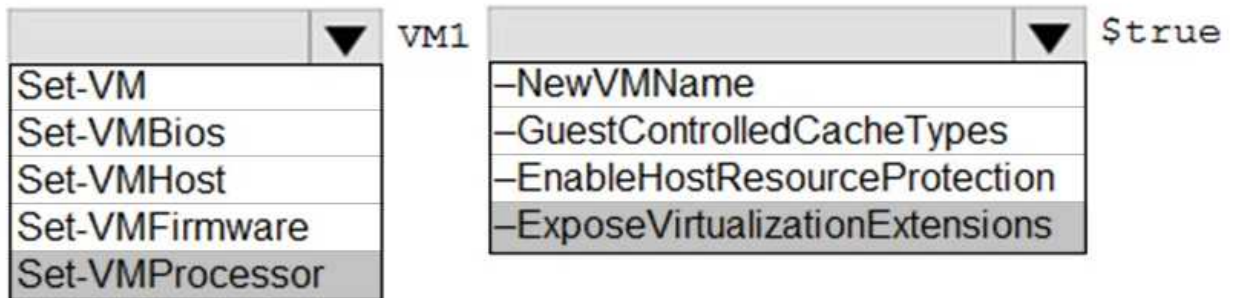 VM1 $true
Set-VM
Set-VMBios
Set-VMHost
Set-VMFirmware
Set-VMProcessor
–NewVMName
–GuestControlledCacheTypes
–EnableHostResourceProtection
–ExposeVirtualizationExtensions